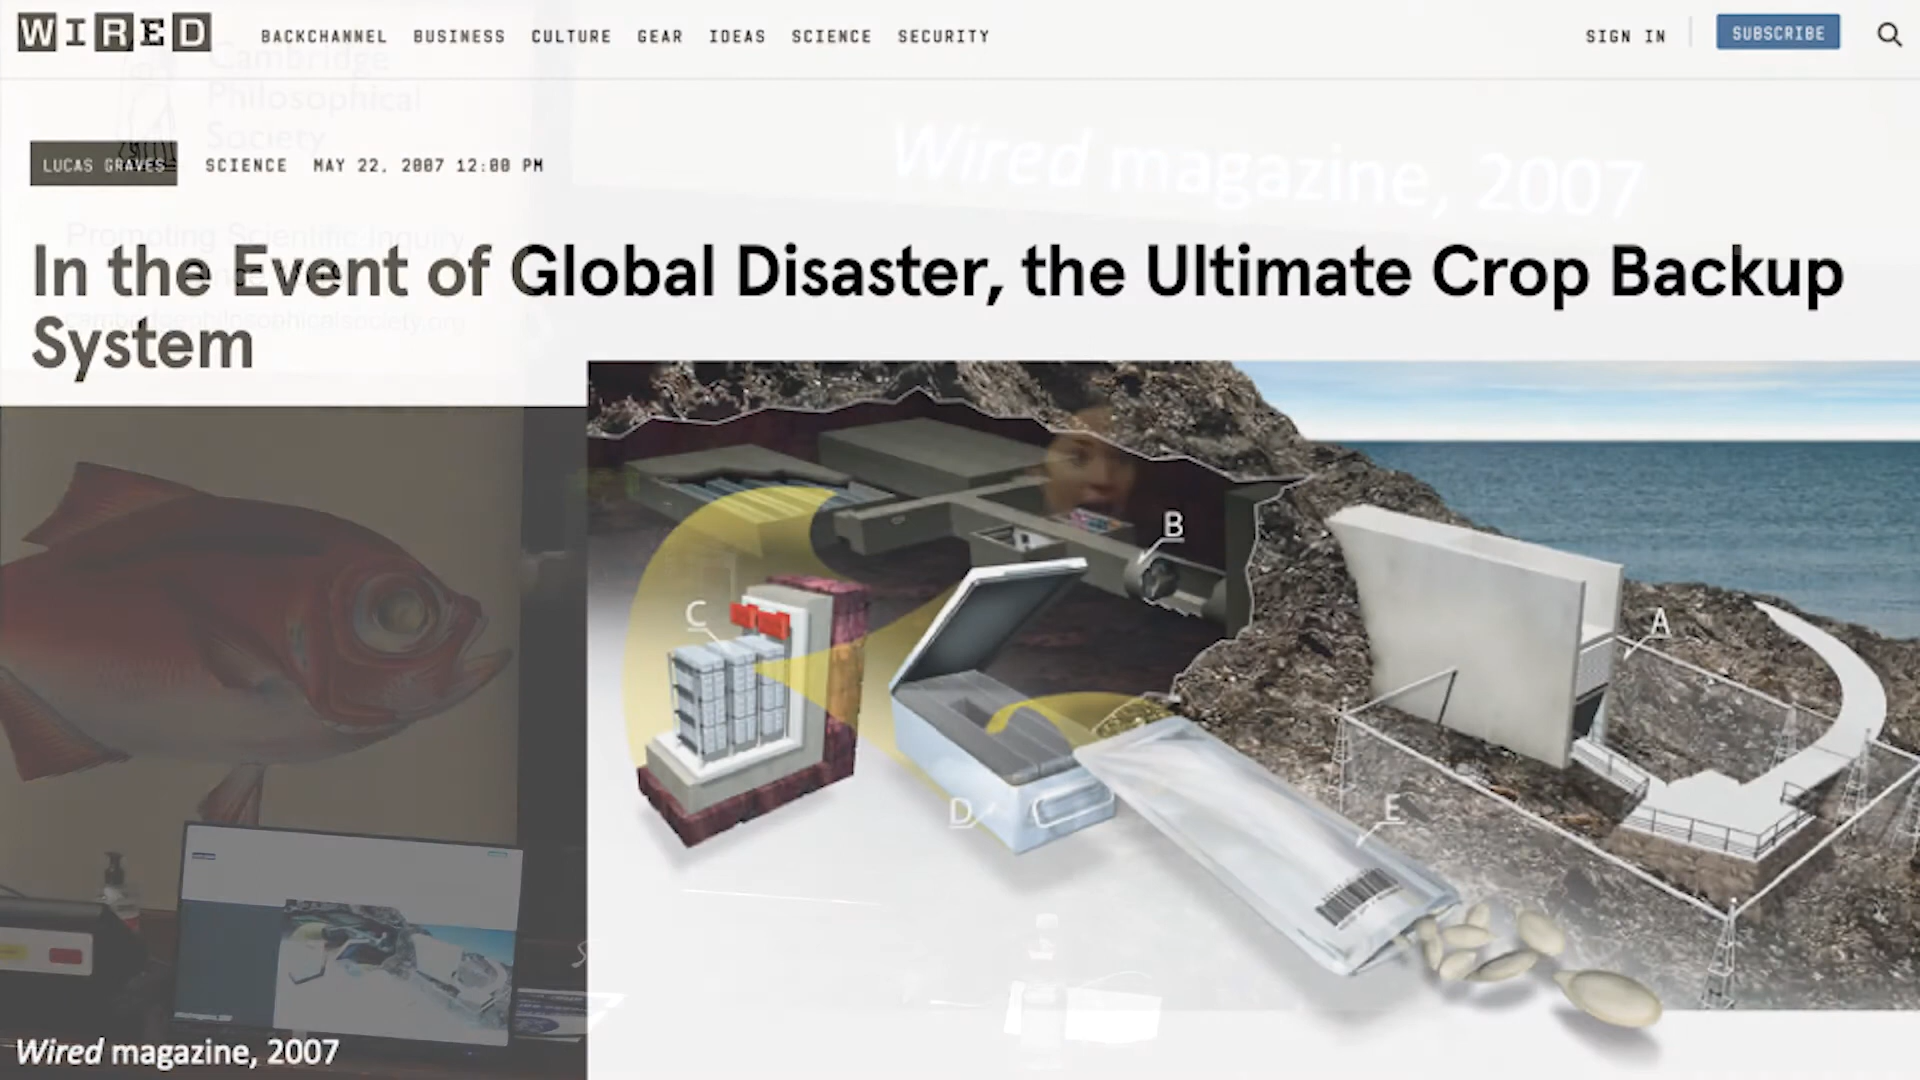 WIRED
BACKCHANNEL BUSINESS CULTURE GEAR IDEAS SCIENCE SECURITY
SIGN IN
SUBSCRIBE
Cambridge
Philosophical
Society
Wired magazine, 2007
LUCAS GRAVES SCIENCE MAY 22, 2007 12:00 PM
Promoting Scientific Inquiry
In the Event of Global Disaster, the Ultimate Crop Backup
System
cambridgephilosophicalsociety.org
B
C
A
D
E
Wired magazine, 2007